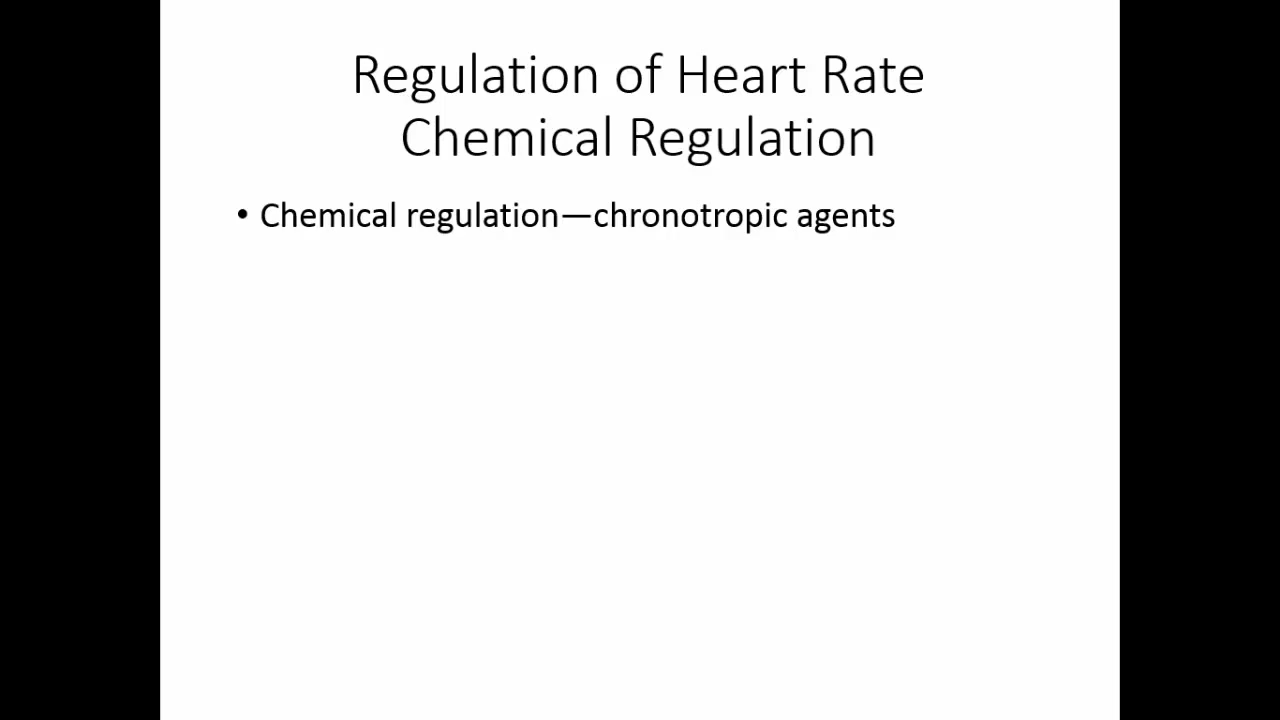 Regulation of Heart Rate
Chemical Regulation
• Chemical regulation—chronotropic agents